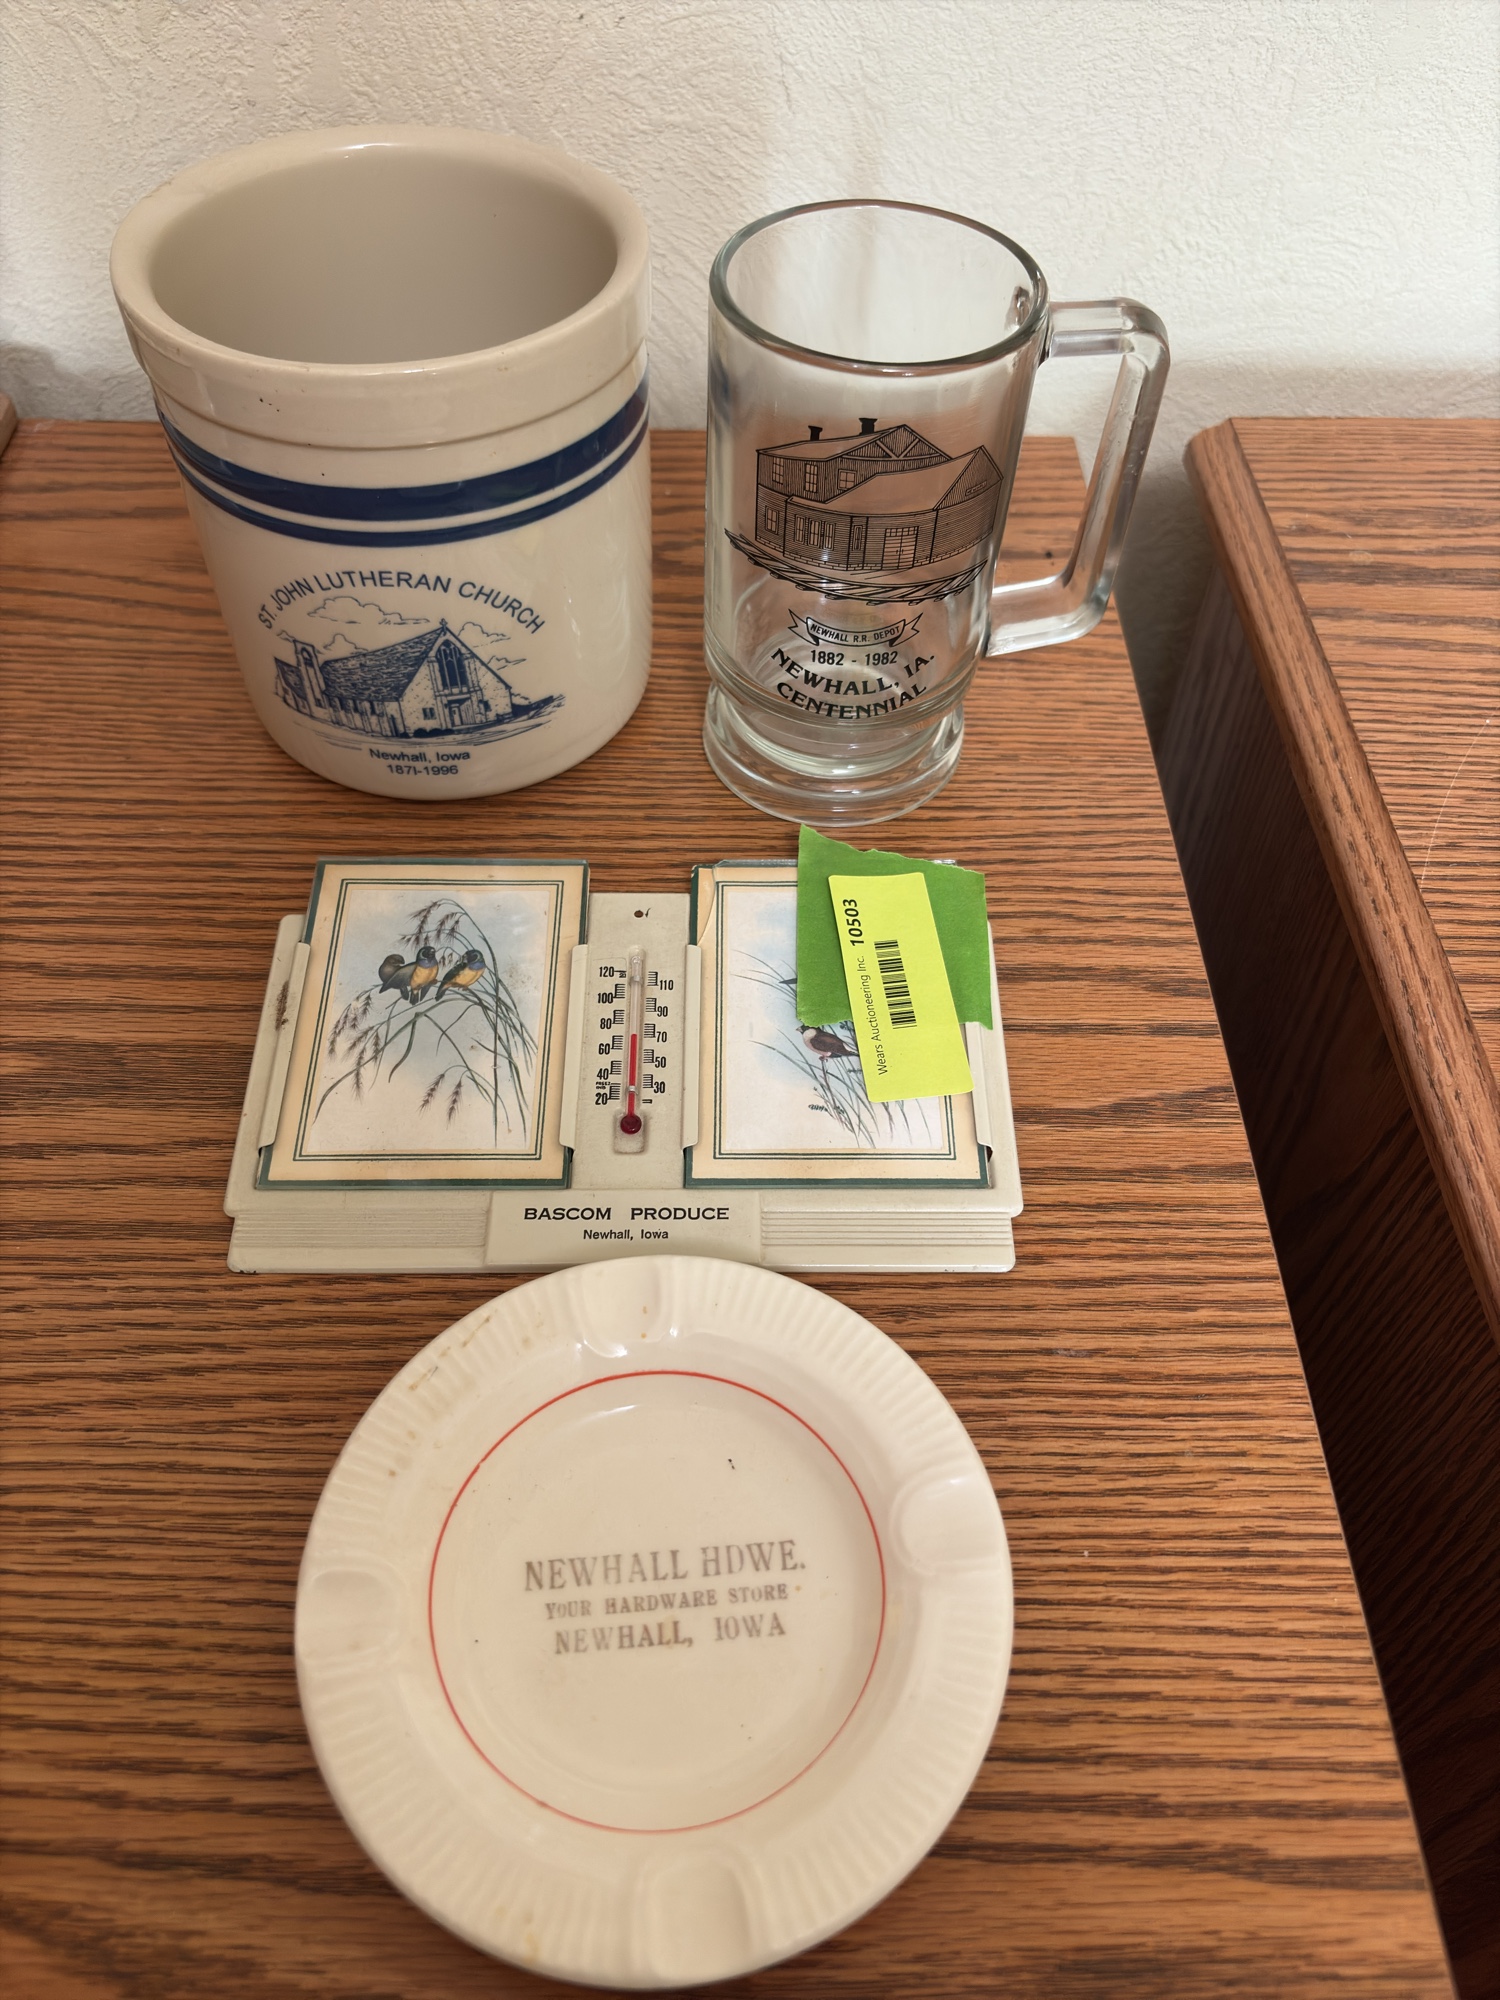 ST. JOHN LUTHERAN CHURCH
Newhall, Iowa
1871-1996
NEWHALL R.R. DEPOT
1882 - 1982
NEWHALL, IA.
CENTENNIAL
Wears Auctioneering Inc. 10503
120
110
100
90
80
70
60
50
40
30
20
BASCOM PRODUCE
Newhall, Iowa
NEWHALL HDWE.
YOUR HARDWARE STORE
NEWHALL, IOWA